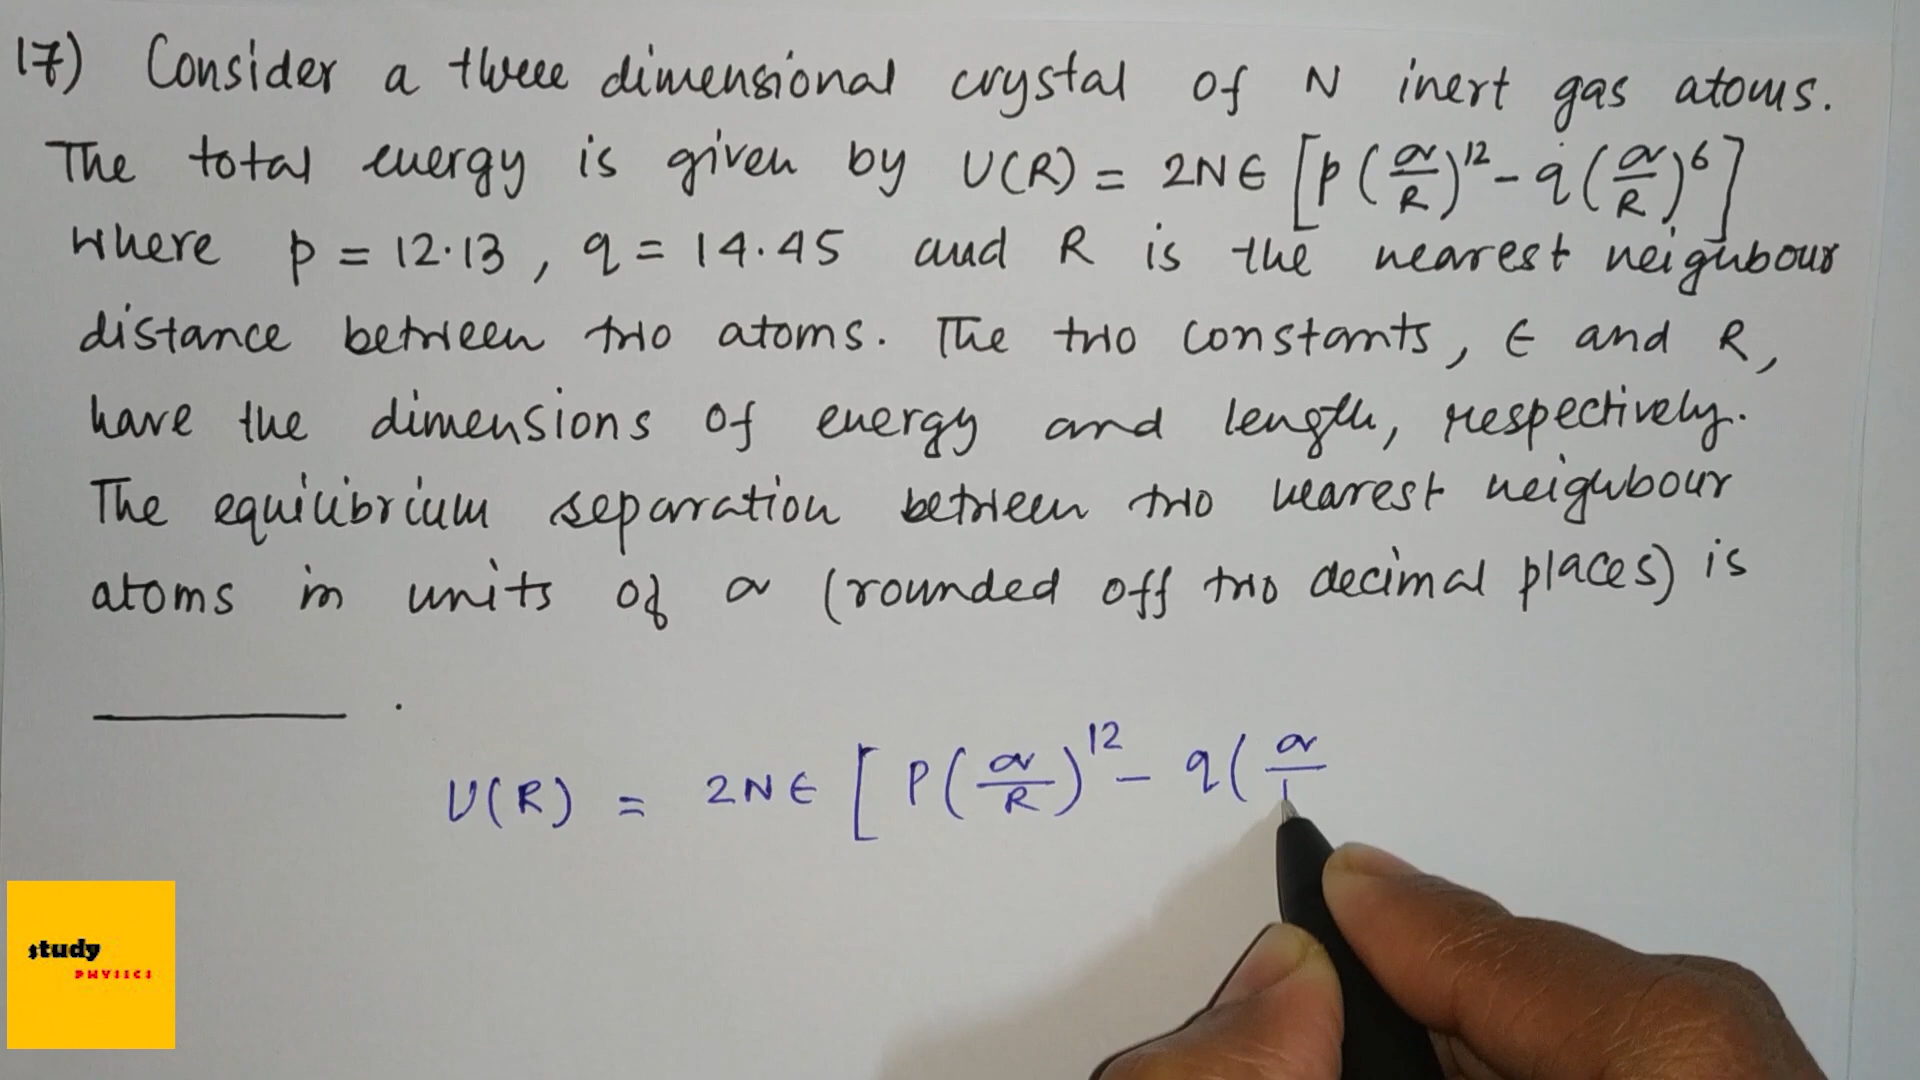 17) Consider a three dimensional crystal of N inert gas atoms.
The total energy is given by U(R) = 2Nϵ [p(σ/R)^12 - q(σ/R)^6]
where p = 12.13, q = 14.45 and R is the nearest neighbour
distance between two atoms. The two constants, ϵ and R,
have the dimensions of energy and length, respectively.
The equilibrium separation between two nearest neighbour
atoms in units of σ (rounded off two decimal places) is
__________ .
U(R) = 2Nϵ [ P(σ/R)^12 - q(σ/
study
PHYSICS